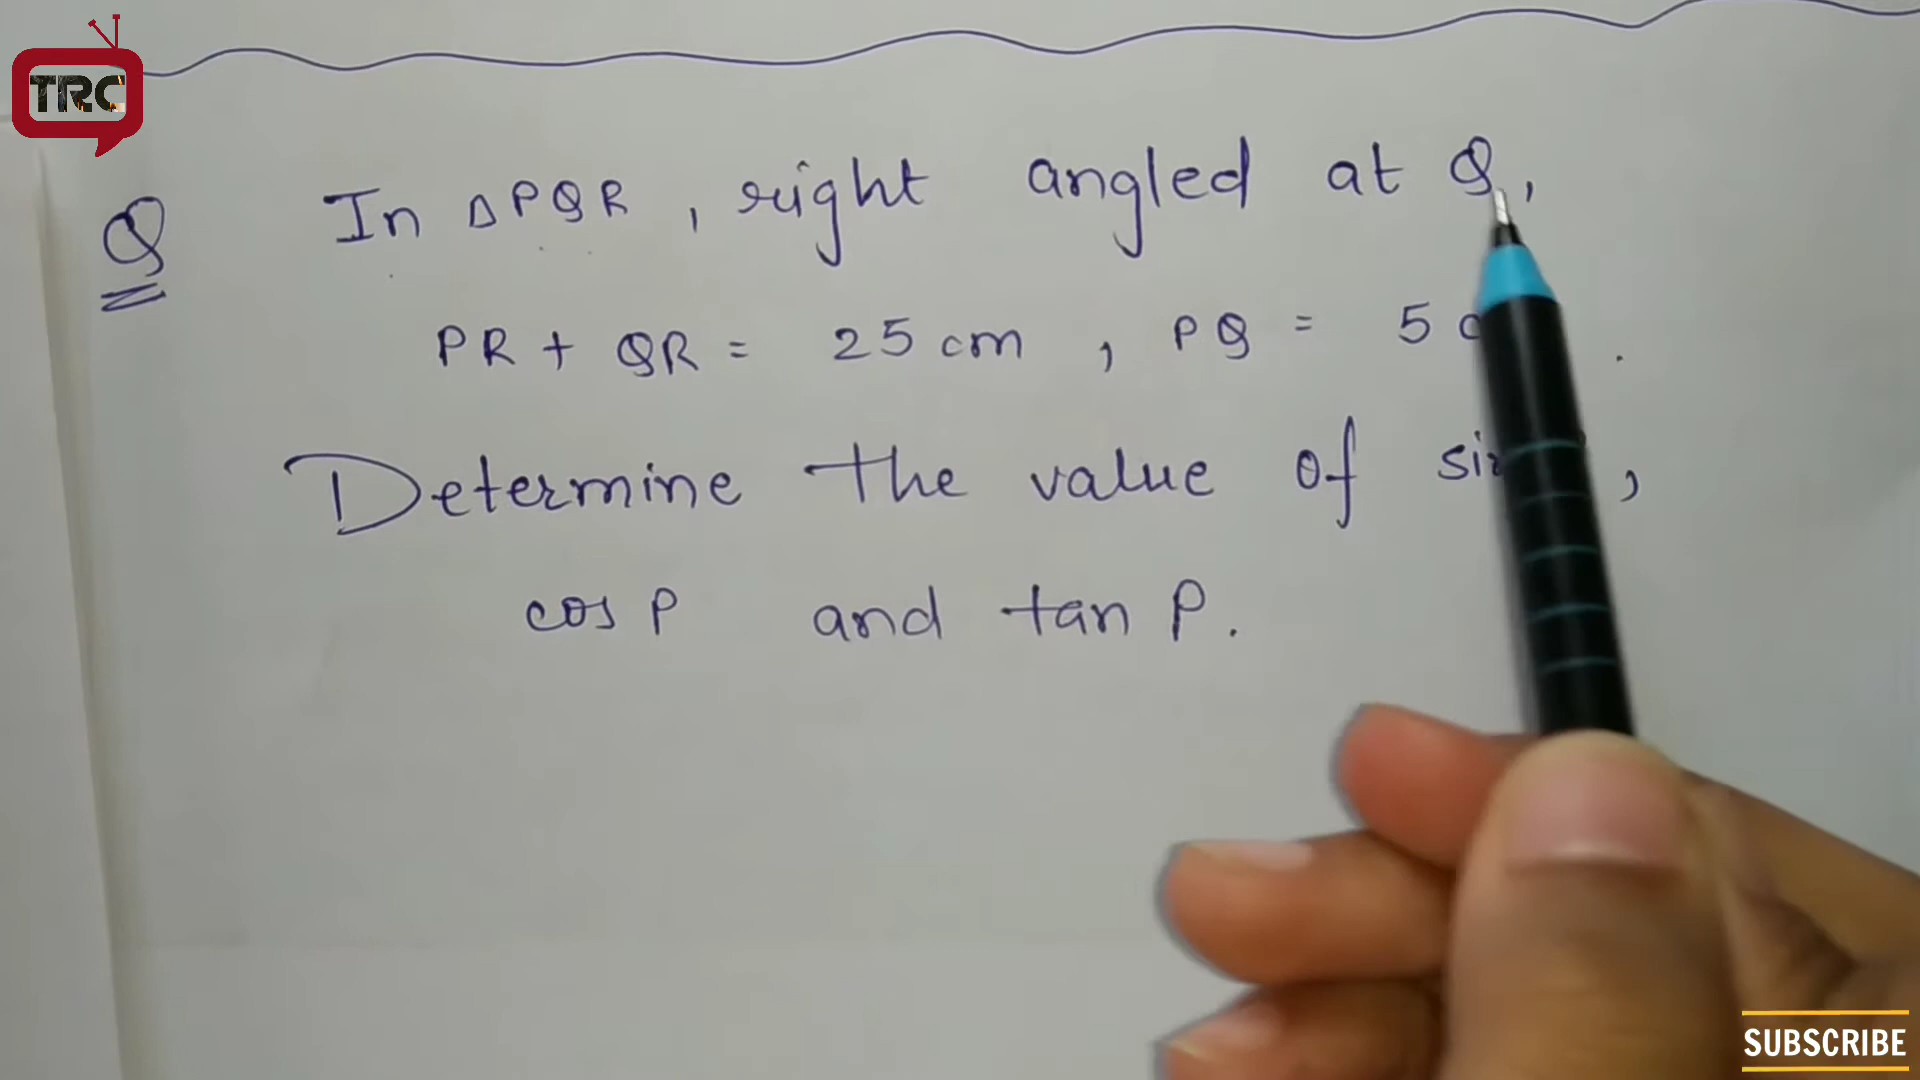 TRC
Q In △PQR, right angled at Q,
PR + QR = 25 cm, PQ = 5
Determine the value of
cos P and tan P.
SUBSCRIBE